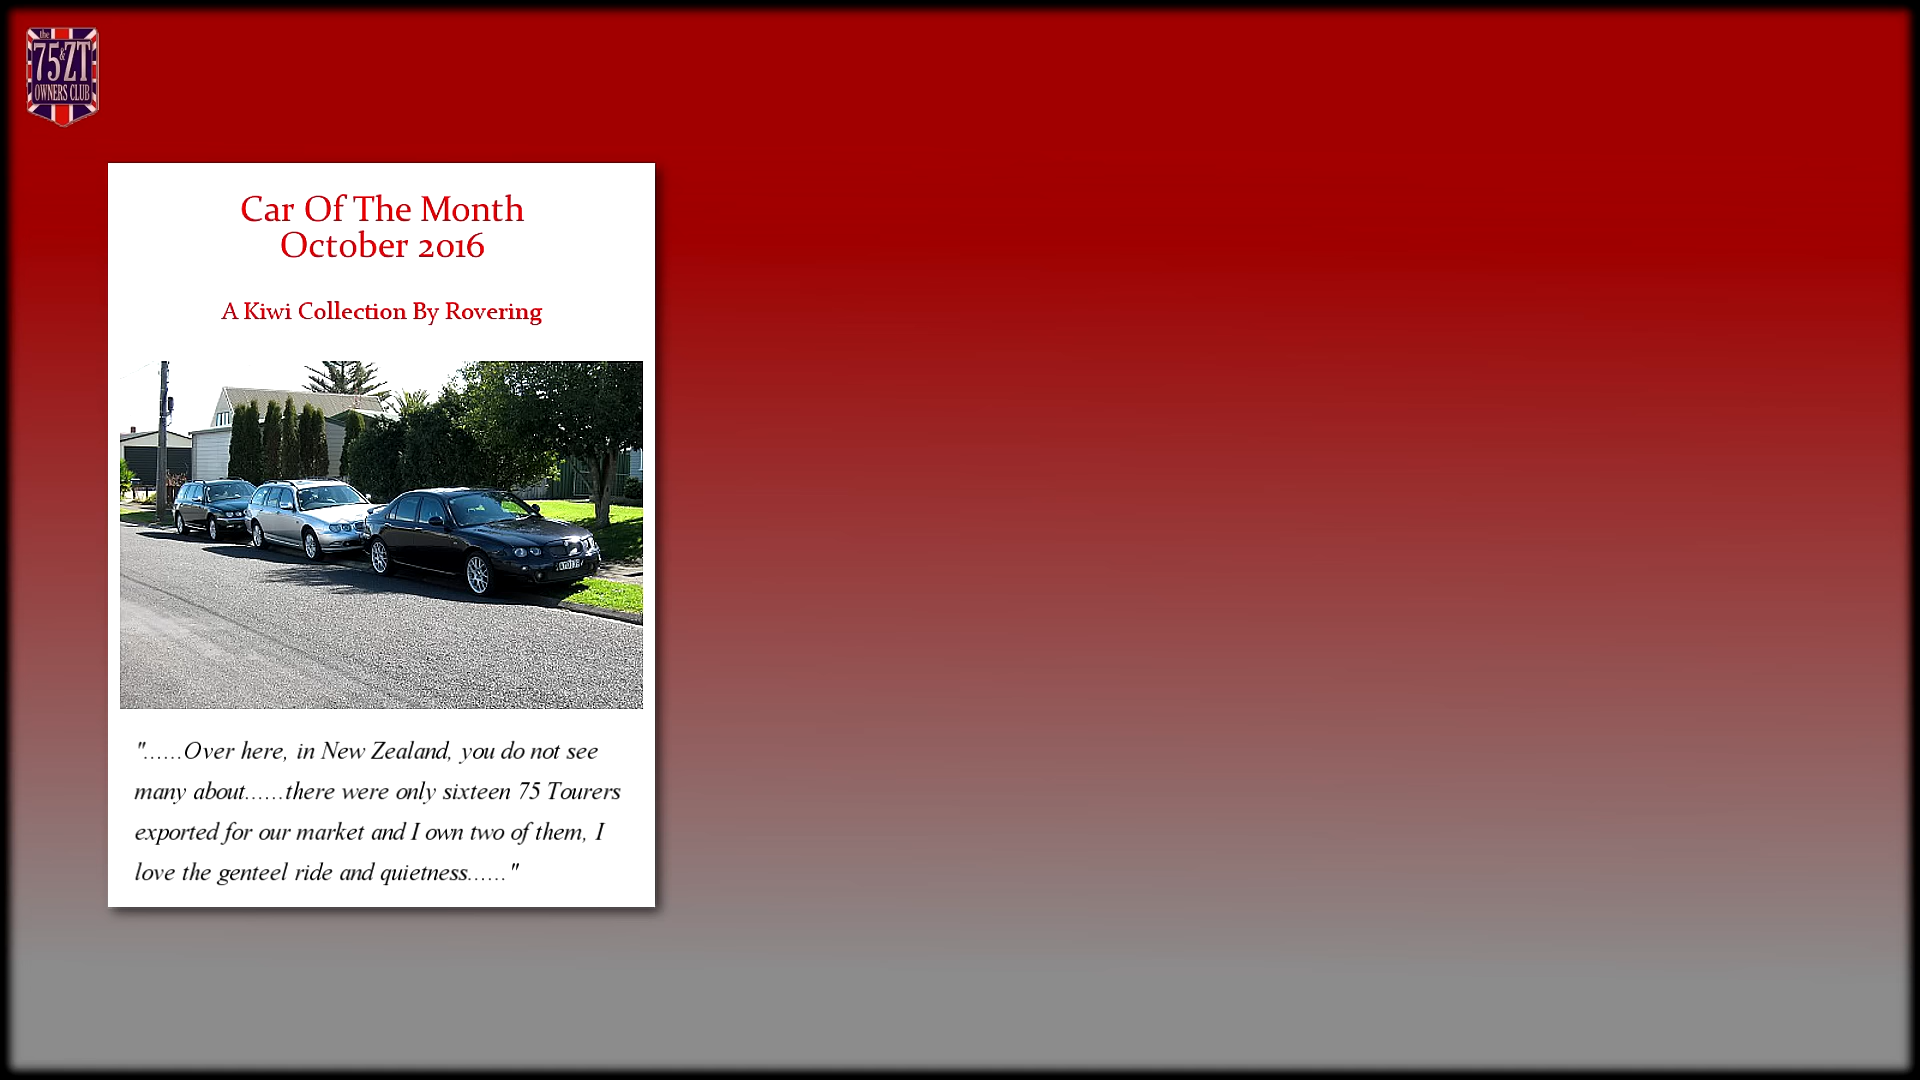 the
75 & ZT
OWNERS CLUB
Car Of The Month
October 2016
A Kiwi Collection By Rovering
"......Over here, in New Zealand, you do not see
many about......there were only sixteen 75 Tourers
exported for our market and I own two of them, I
love the genteel ride and quietness......"